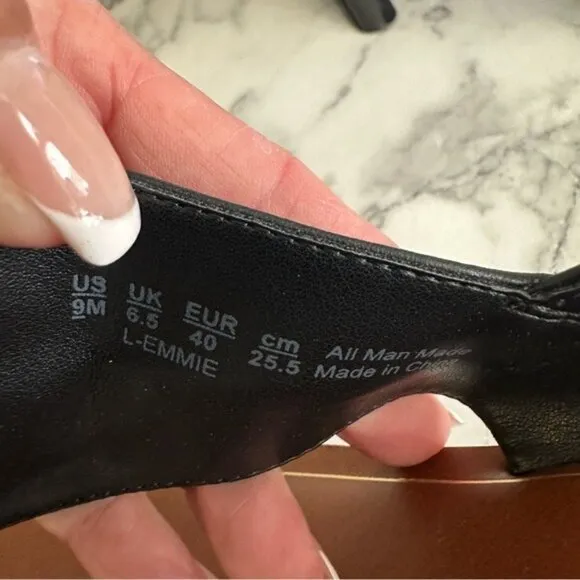 US UK EUR cm
9M 6.5 40 25.5
L-EMMIE
All Man Made
Made in China